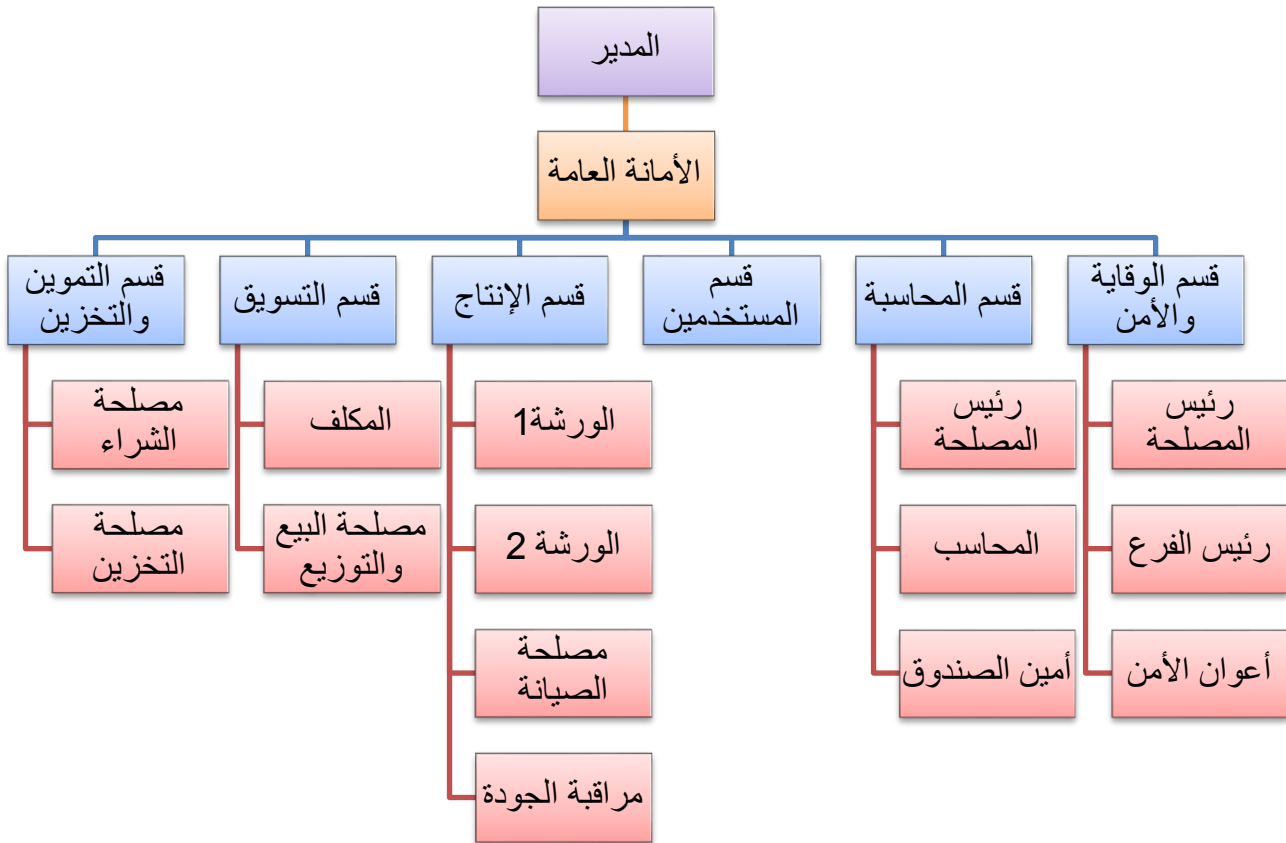 المدير
الأمانة العامة
قسم الوقاية
والأمن
قسم المحاسبة
قسم
المستخدمين
قسم الإنتاج
قسم التسويق
قسم التموين
والتخزين
رئيس
المصلحة
رئيس
المصلحة
الورشة1
المكلف
مصلحة
الشراء
رئيس الفرع
المحاسب
الورشة 2
مصلحة البيع
والتوزيع
مصلحة
التخزين
أعوان الأمن
أمين الصندوق
مصلحة
الصيانة
مراقبة الجودة